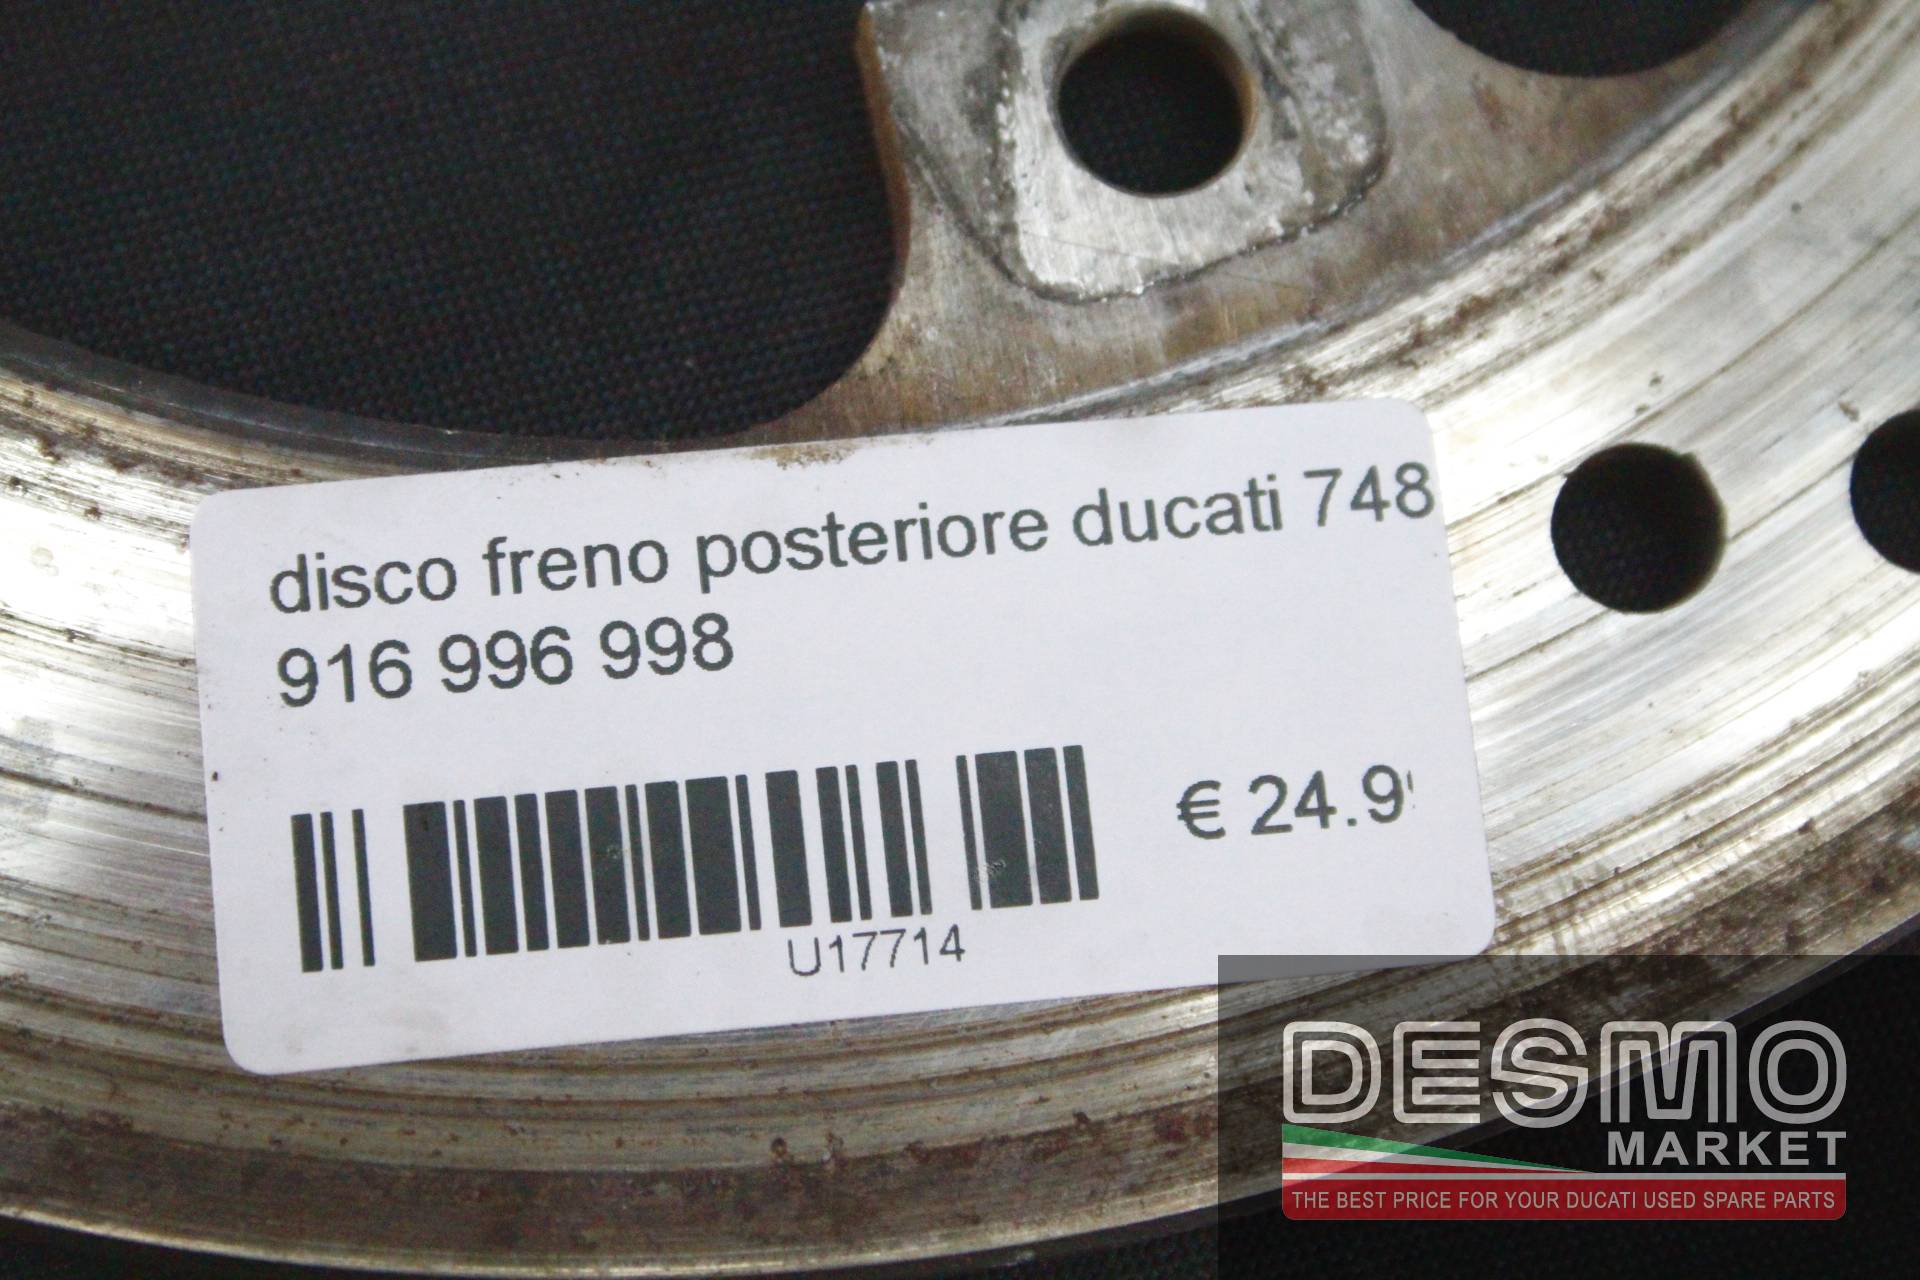 disco freno posteriore ducati 748
916 996 998
€ 24.9
U17714
DESMO
MARKET
THE BEST PRICE FOR YOUR DUCATI USED SPARE PARTS